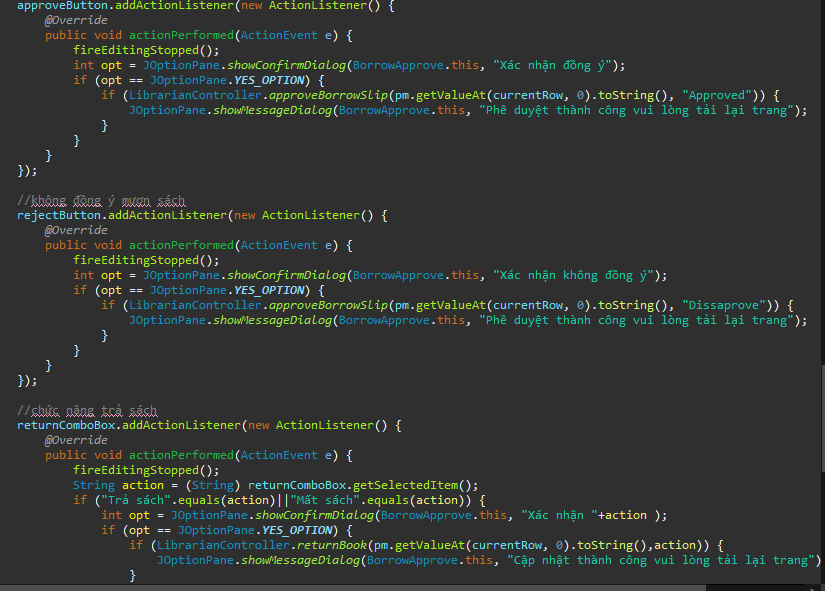 approveButton.addActionListener(new ActionListener() {
@Override
public void actionPerformed(ActionEvent e) {
fireEditingStopped();
int opt = JOptionPane.showConfirmDialog(BorrowApprove.this, "Xác nhận đồng ý");
if (opt == JOptionPane.YES_OPTION) {
if (LibrarianController.approveBorrowSlip(pm.getValueAt(currentRow, 0).toString(), "Approved")) {
JOptionPane.showMessageDialog(BorrowApprove.this, "Phê duyệt thành công vui lòng tải lại trang");
}
}
}
});
//không đồng ý mượn sách
rejectButton.addActionListener(new ActionListener() {
@Override
public void actionPerformed(ActionEvent e) {
fireEditingStopped();
int opt = JOptionPane.showConfirmDialog(BorrowApprove.this, "Xác nhận không đồng ý");
if (opt == JOptionPane.YES_OPTION) {
if (LibrarianController.approveBorrowSlip(pm.getValueAt(currentRow, 0).toString(), "Dissaprove")) {
JOptionPane.showMessageDialog(BorrowApprove.this, "Phê duyệt thành công vui lòng tải lại trang");
}
}
}
});
//chức năng trả sách
returnComboBox.addActionListener(new ActionListener() {
@Override
public void actionPerformed(ActionEvent e) {
fireEditingStopped();
String action = (String) returnComboBox.getSelectedItem();
if ("Trả sách".equals(action)||"Mất sách".equals(action)) {
int opt = JOptionPane.showConfirmDialog(BorrowApprove.this, "Xác nhận "+action );
if (opt == JOptionPane.YES_OPTION) {
if (LibrarianController.returnBook(pm.getValueAt(currentRow, 0).toString(),action)) {
JOptionPane.showMessageDialog(BorrowApprove.this, "Cập nhật thành công vui lòng tải lại trang")
}